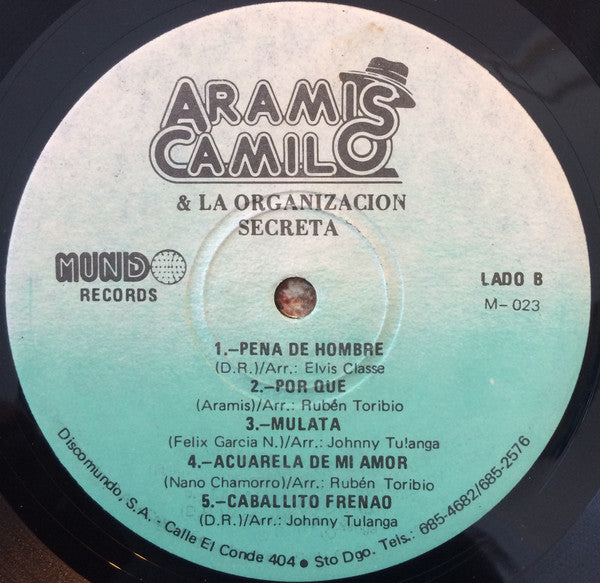 ARAMIS
CAMILO
& LA ORGANIZACION
SECRETA
MUNDO
RECORDS
LADO B
M-023
1.-PENA DE HOMBRE
(D.R.)/Arr.: Elvis Classe
2.-POR QUE
(Aramis)/Arr.: Rubén Toribio
3.-MULATA
(Felix Garcia N.)/Arr.: Johnny Tulanga
4.-ACUARELA DE MI AMOR
(Nano Chamorro)/Arr.: Rubén Toribio
5.-CABALLITO FRENAO
(D.R.)/Arr.: Johnny Tulanga
Discomundo, S.A. - Calle El Conde 404 ● Sto Dgo. Tels.: 685-4682/685-2576